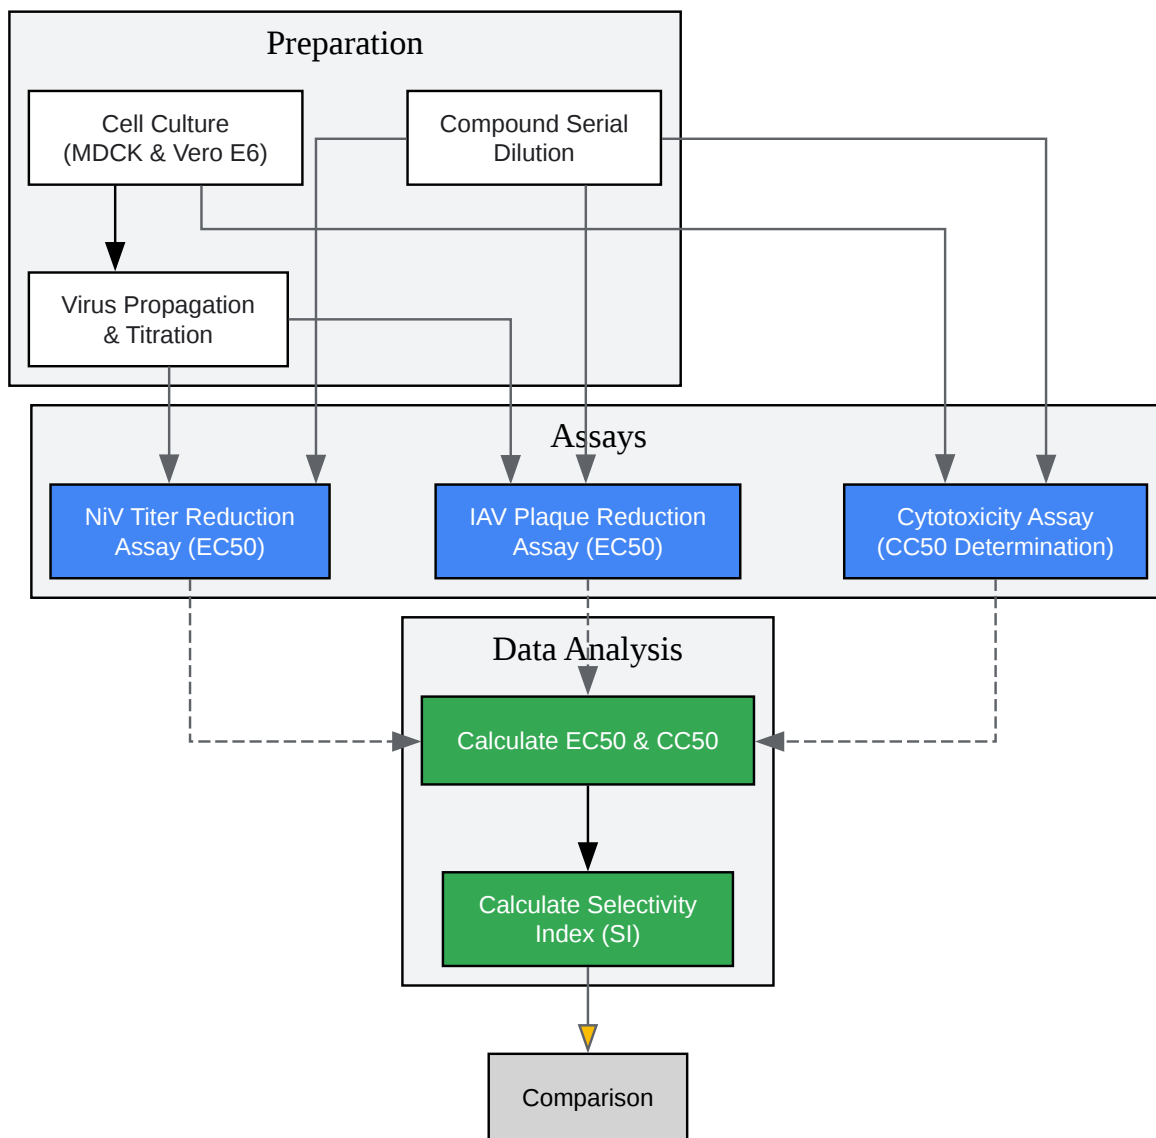 Preparation
Cell Culture
(MDCK & Vero E6)
Compound Serial
Dilution
Virus Propagation
& Titration
Assays
NiV Titer Reduction
Assay (EC50)
IAV Plaque Reduction
Assay (EC50)
Cytotoxicity Assay
(CC50 Determination)
Data Analysis
Calculate EC50 & CC50
Calculate Selectivity
Index (SI)
Comparison